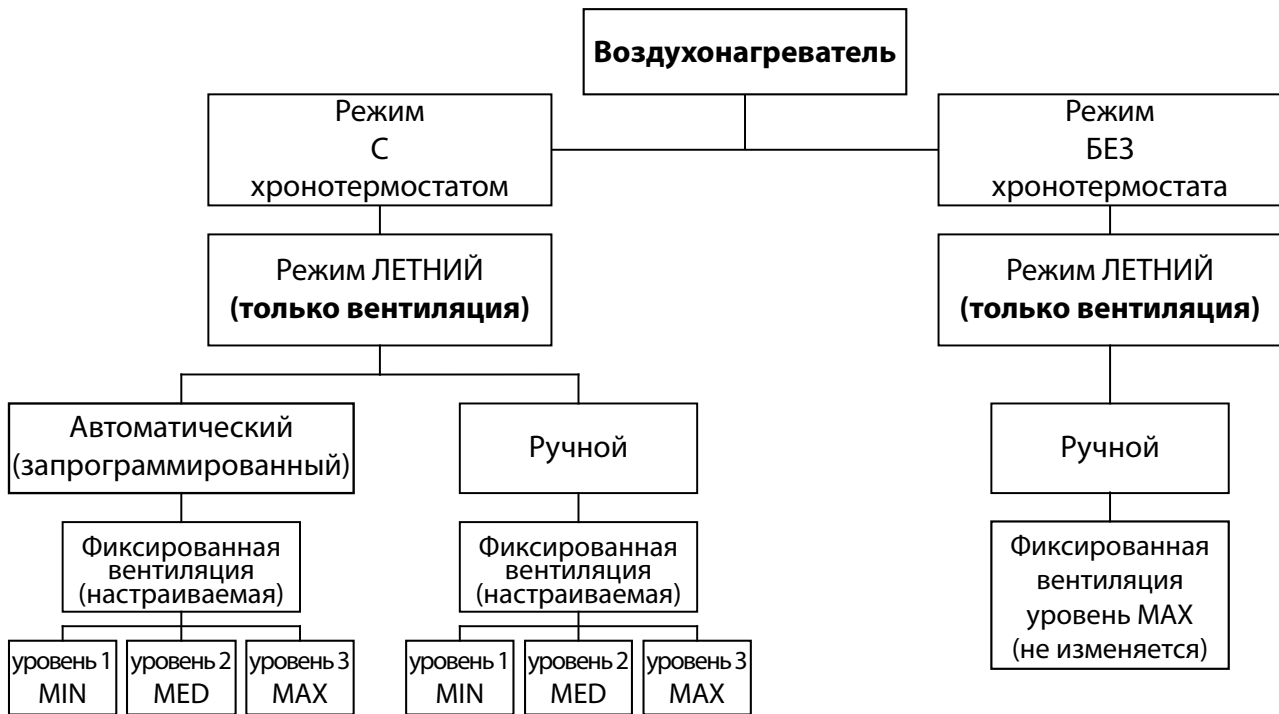 Воздухонагреватель
Режим
С
хронотермостатом
Режим
БЕЗ
хронотермостата
Режим ЛЕТНИЙ
(только вентиляция)
Режим ЛЕТНИЙ
(только вентиляция)
Автоматический
(запрограммированный)
Ручной
Ручной
Фиксированная
вентиляция
(настраиваемая)
Фиксированная
вентиляция
(настраиваемая)
Фиксированная
вентиляция
уровень MAX
(не изменяется)
уровень 1
MIN
уровень 2
MED
уровень 3
MAX
уровень 1
MIN
уровень 2
MED
уровень 3
MAX